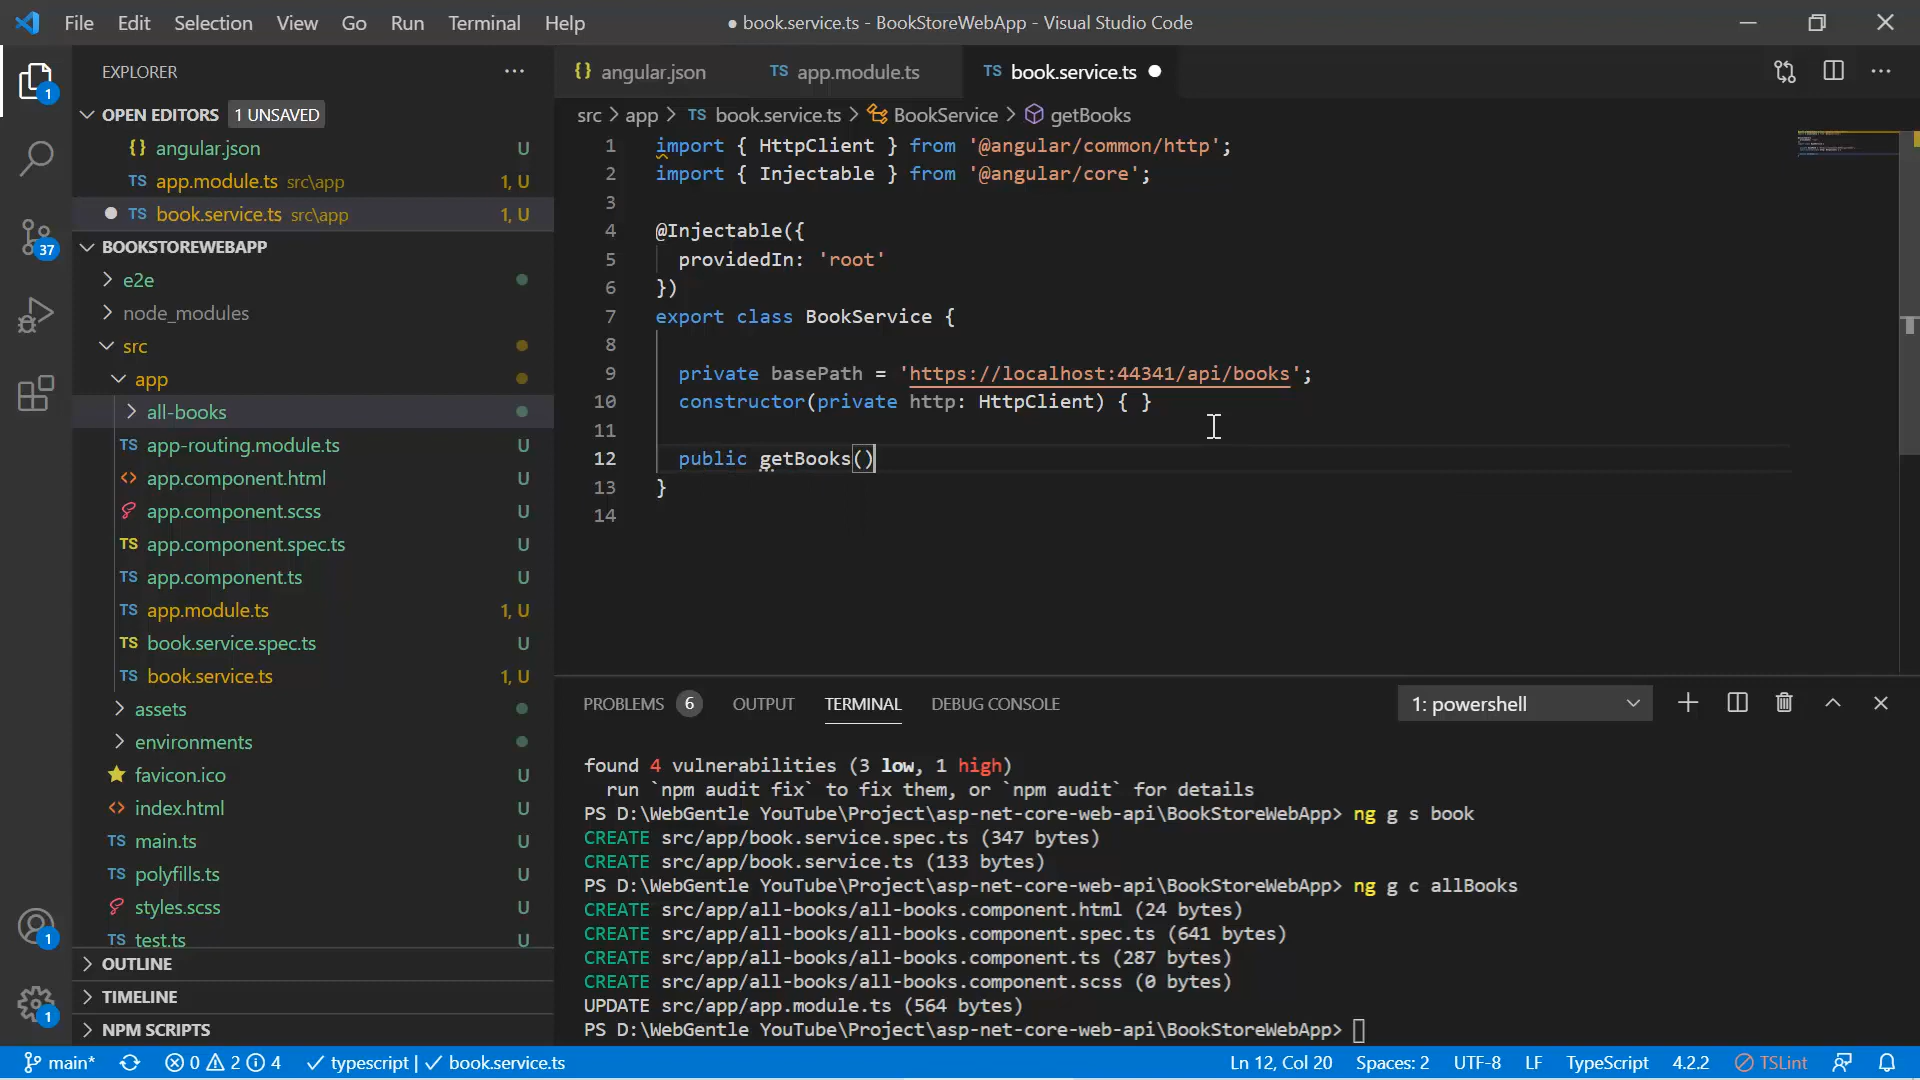 File Edit Selection View Go Run Terminal Help
● book.service.ts - BookStoreWebApp - Visual Studio Code
EXPLORER
OPEN EDITORS 1 UNSAVED
{} angular.json U
TS app.module.ts src\app 1, U
● TS book.service.ts src\app 1, U
BOOKSTOREWEBAPP
e2e
node_modules
src
app
all-books
TS app-routing.module.ts U
<> app.component.html U
app.component.scss U
TS app.component.spec.ts U
TS app.component.ts U
TS app.module.ts 1, U
TS book.service.spec.ts U
TS book.service.ts 1, U
assets
environments
favicon.ico U
<> index.html U
TS main.ts U
TS polyfills.ts U
styles.scss U
TS test.ts U
OUTLINE
TIMELINE
NPM SCRIPTS
1
37
1
1
{} angular.json TS app.module.ts TS book.service.ts ●
src > app > TS book.service.ts > BookService > getBooks
1 import { HttpClient } from '@angular/common/http';
2 import { Injectable } from '@angular/core';
3
4 @Injectable({
5 providedIn: 'root'
6 })
7 export class BookService {
8
9 private basePath = 'https://localhost:44341/api/books';
10 constructor(private http: HttpClient) { }
11
12 public getBooks()
13 }
14
PROBLEMS 6 OUTPUT TERMINAL DEBUG CONSOLE 1: powershell
found 4 vulnerabilities (3 low, 1 high)
run `npm audit fix` to fix them, or `npm audit` for details
PS D:\WebGentle YouTube\Project\asp-net-core-web-api\BookStoreWebApp> ng g s book
CREATE src/app/book.service.spec.ts (347 bytes)
CREATE src/app/book.service.ts (133 bytes)
PS D:\WebGentle YouTube\Project\asp-net-core-web-api\BookStoreWebApp> ng g c allBooks
CREATE src/app/all-books/all-books.component.html (24 bytes)
CREATE src/app/all-books/all-books.component.spec.ts (641 bytes)
CREATE src/app/all-books/all-books.component.ts (287 bytes)
CREATE src/app/all-books/all-books.component.scss (0 bytes)
UPDATE src/app/app.module.ts (564 bytes)
PS D:\WebGentle YouTube\Project\asp-net-core-web-api\BookStoreWebApp>
main* 0 2 4 ✓ typescript | ✓ book.service.ts Ln 12, Col 20 Spaces: 2 UTF-8 LF TypeScript 4.2.2 TSLint